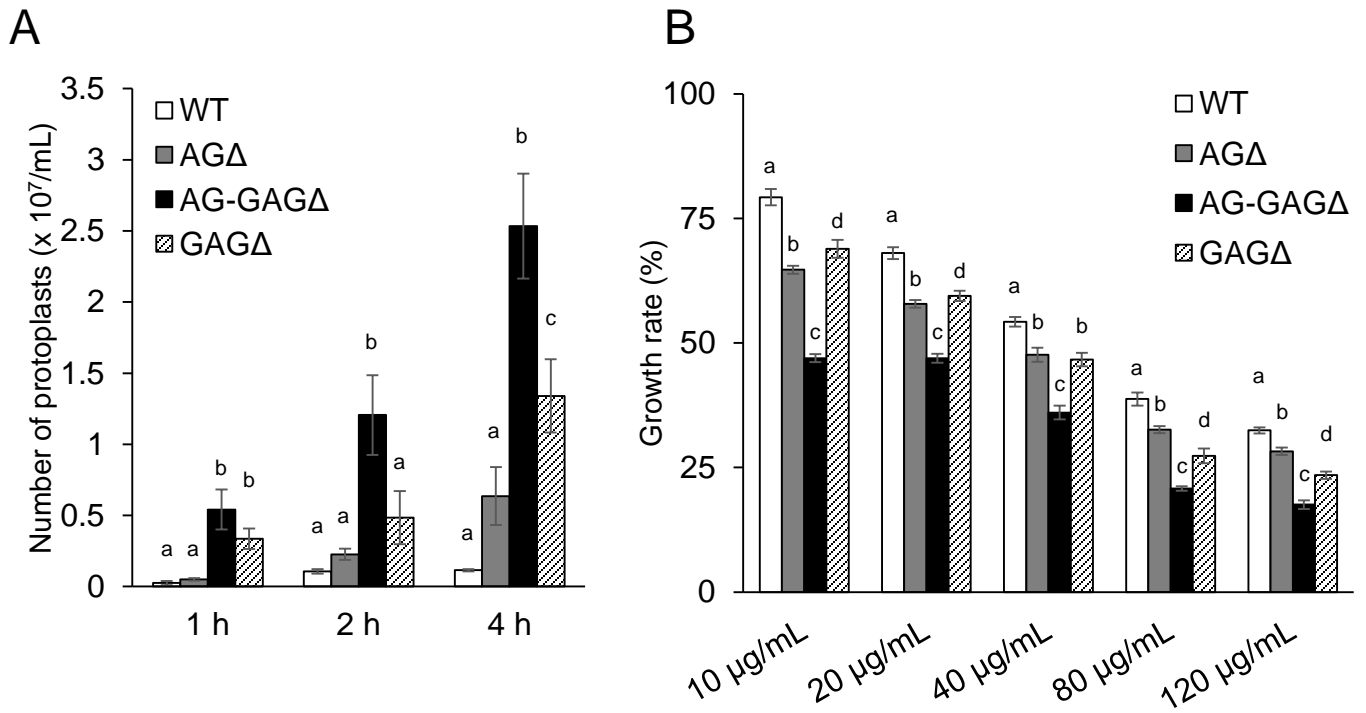 A
Number of protoplasts (x 10⁷/mL)
3.5
3
2.5
2
1.5
1
0.5
0
WT
AGΔ
AG-GAGΔ
GAGΔ
a a b b
a a b a
a a b c
1 h 2 h 4 h
B
Growth rate (%)
100
75
50
25
0
WT
AGΔ
AG-GAGΔ
GAGΔ
a b c d
a b c d
a b c b
a b c d
a b c d
10 µg/mL 20 µg/mL 40 µg/mL 80 µg/mL 120 µg/mL